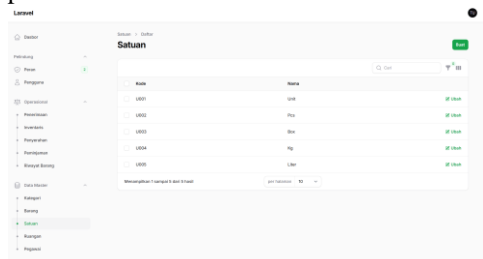 Laravel
Dasbor
Satuan > Daftar
Satuan
Buat
Pelindung
Peran
Pengguna
Cari
0
Kode Nama
U001 Unit Ubah
U002 Pcs Ubah
U003 Box Ubah
U004 Kg Ubah
U005 Liter Ubah
Menampilkan 1 sampai 5 dari 5 hasil per halaman 10
Operasional
Penerimaan
Inventaris
Penyerahan
Peminjaman
Riwayat Barang
Data Master
Kategori
Barang
Satuan
Ruangan
Pegawai